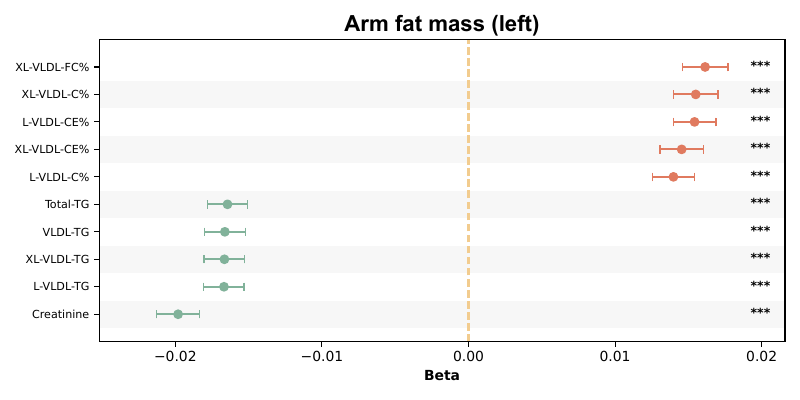 Arm fat mass (left)
XL-VLDL-FC% ***
XL-VLDL-C% ***
L-VLDL-CE% ***
XL-VLDL-CE% ***
L-VLDL-C% ***
Total-TG ***
VLDL-TG ***
XL-VLDL-TG ***
L-VLDL-TG ***
Creatinine ***
−0.02 −0.01 0.00 0.01 0.02
Beta